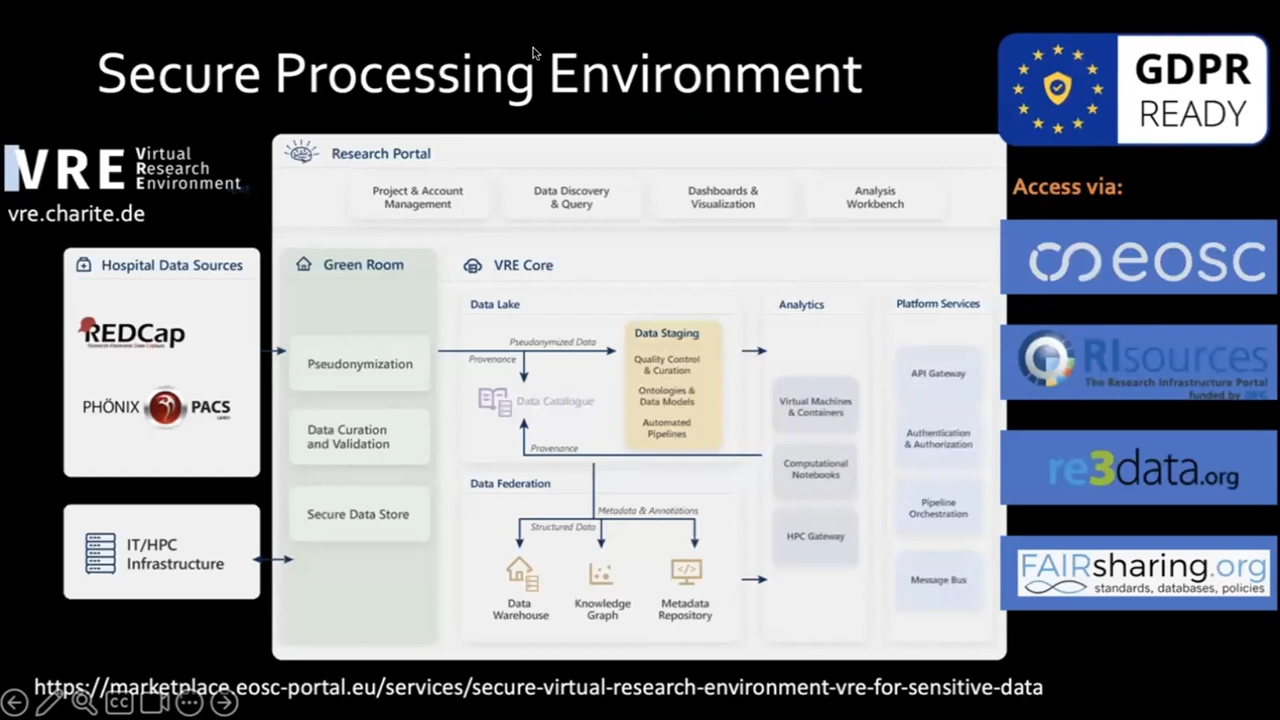 Secure Processing Environment
GDPR
READY
VRE
Virtual
Research
Environment
vre.charite.de
Research Portal
Project & Account
Management
Data Discovery
& Query
Dashboards &
Visualization
Analysis
Workbench
Access via:
eosc
RIsources
The Research Infrastructure Portal
funded by
re3data.org
FAIRsharing.org
standards, databases, policies
Hospital Data Sources
REDCap
PHÖNIX
PACS
IT/HPC
Infrastructure
Green Room
Pseudonymization
Data Curation
and Validation
Secure Data Store
VRE Core
Data Lake
Pseudonymized Data
Provenance
Data Catalogue
Data Staging
Quality Control
& Curation
Ontologies &
Data Models
Automated
Pipelines
Provenance
Data Federation
Metadata & Annotations
Structured Data
Data
Warehouse
Knowledge
Graph
Metadata
Repository
Analytics
Virtual Machines
& Containers
Computational
Notebooks
HPC Gateway
Platform Services
API Gateway
Authentication
& Authorization
Pipeline
Orchestration
Message Bus
https://marketplace.eosc-portal.eu/services/secure-virtual-research-environment-vre-for-sensitive-data
CC